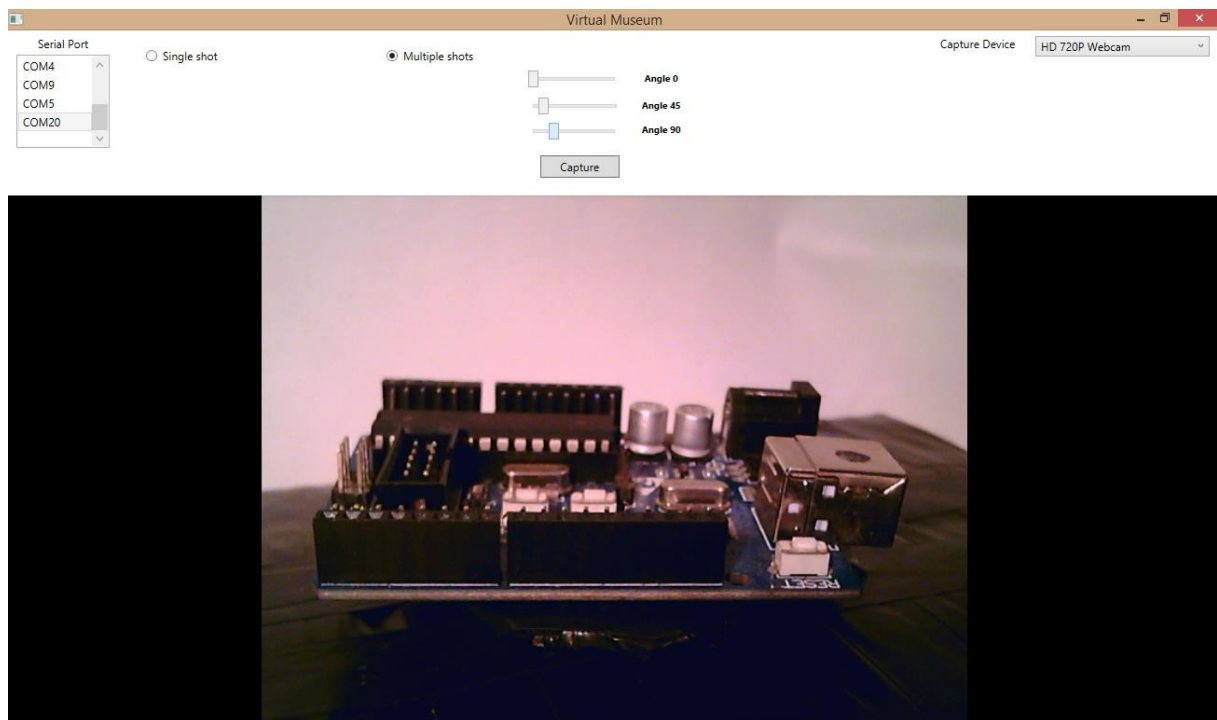 Virtual Museum
Serial Port
COM4
COM9
COM5
COM20
Single shot
Multiple shots
Angle 0
Angle 45
Angle 90
Capture
Capture Device
HD 720P Webcam
RESET